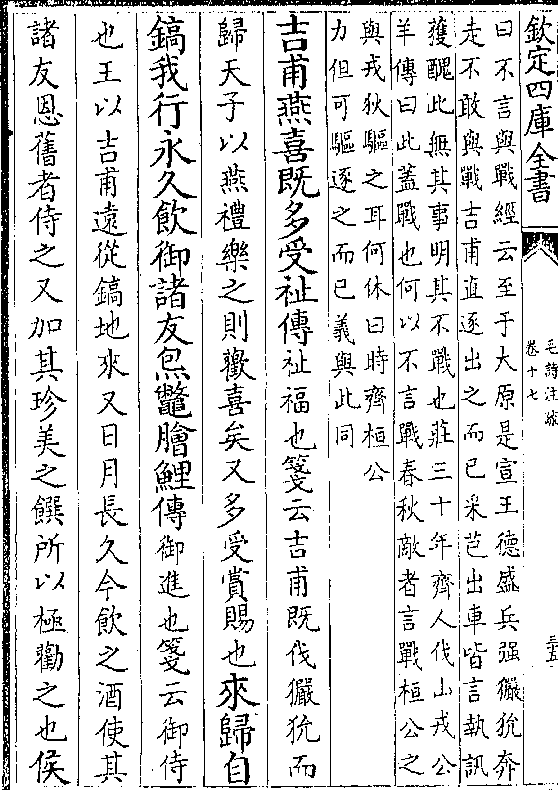 欽定四庫全書
毛詩注疏
卷十七
三五
曰不言與戰經云至于大原是宣王德盛兵强玁狁奔
走不敢與戰吉甫直逐出之而已采芑出車皆言執訊
獲醜此無其事明其不戰也莊三十年齊人伐山戎公
羊傳曰此蓋戰也何以不言戰春秋敵者言戰桓公之
與戎狄驅之耳何休曰時齊桓公
力但可驅逐之而已義與此同
吉甫燕喜既多受祉傳祉福也箋云吉甫既伐玁狁而
歸天子以燕禮樂之則歡喜矣又多受賞賜也來歸自
鎬我行永久飲御諸友炰鼈膾鯉傳御進也箋云御侍
也王以吉甫遠從鎬地來又日月長久今飲之酒使其
諸友恩舊者侍之又加其珍美之饌所以極勸之也侯